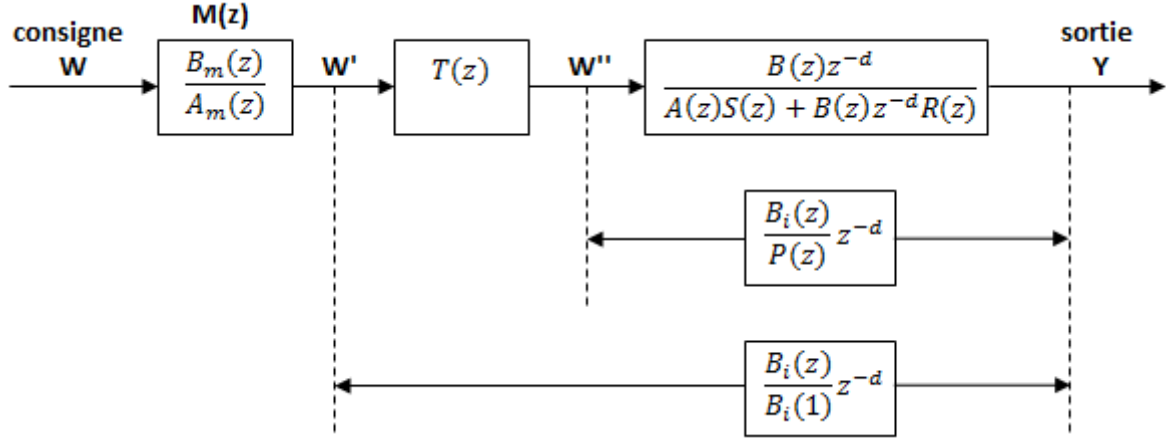 M(z)
consigne
W
B_m(z)
A_m(z)
W'
T(z)
W''
B(z)z^{-d}
A(z)S(z) + B(z)z^{-d}R(z)
sortie
Y
B_i(z)
P(z)
z^{-d}
B_i(z)
B_i(1)
z^{-d}